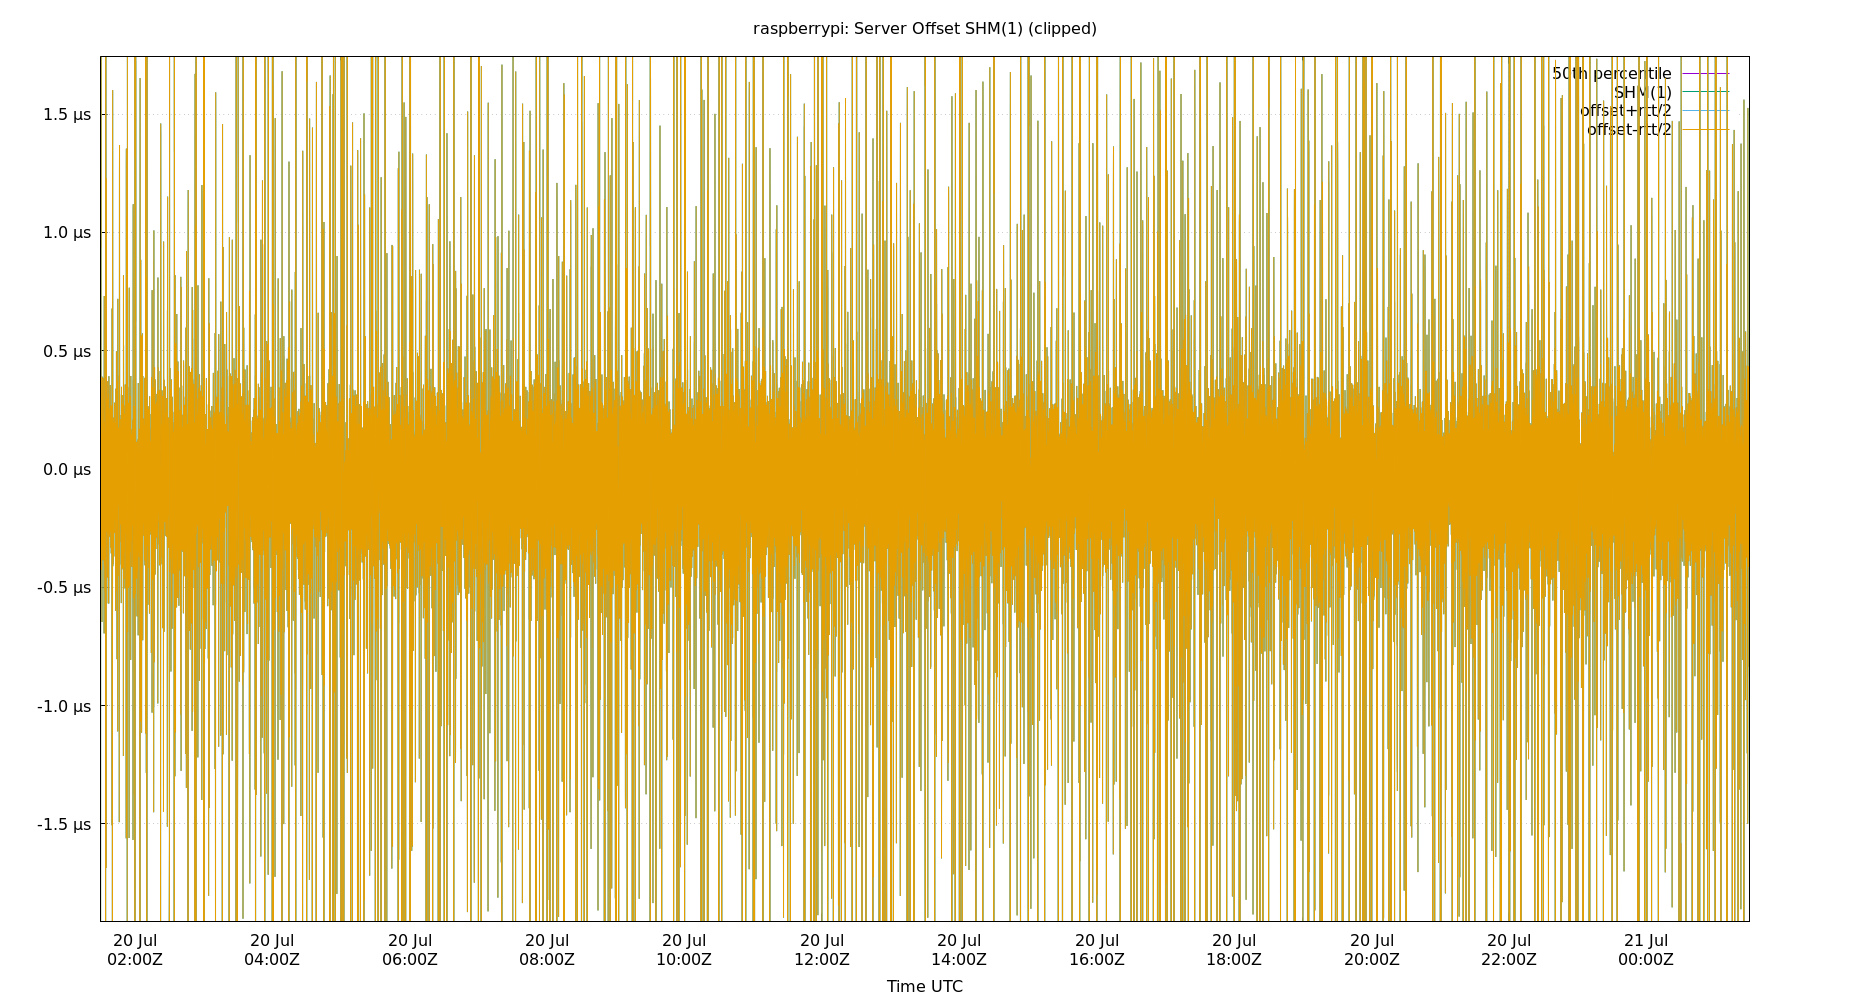 raspberrypi: Server Offset SHM(1) (clipped)
50th percentile
SHM(1)
offset+rtt/2
offset-rtt/2
1.5 µs
1.0 µs
0.5 µs
0.0 µs
-0.5 µs
-1.0 µs
-1.5 µs
20 Jul 20 Jul 20 Jul 20 Jul 20 Jul 20 Jul 20 Jul 20 Jul 20 Jul 20 Jul 20 Jul 21 Jul
02:00Z 04:00Z 06:00Z 08:00Z 10:00Z 12:00Z 14:00Z 16:00Z 18:00Z 20:00Z 22:00Z 00:00Z
Time UTC